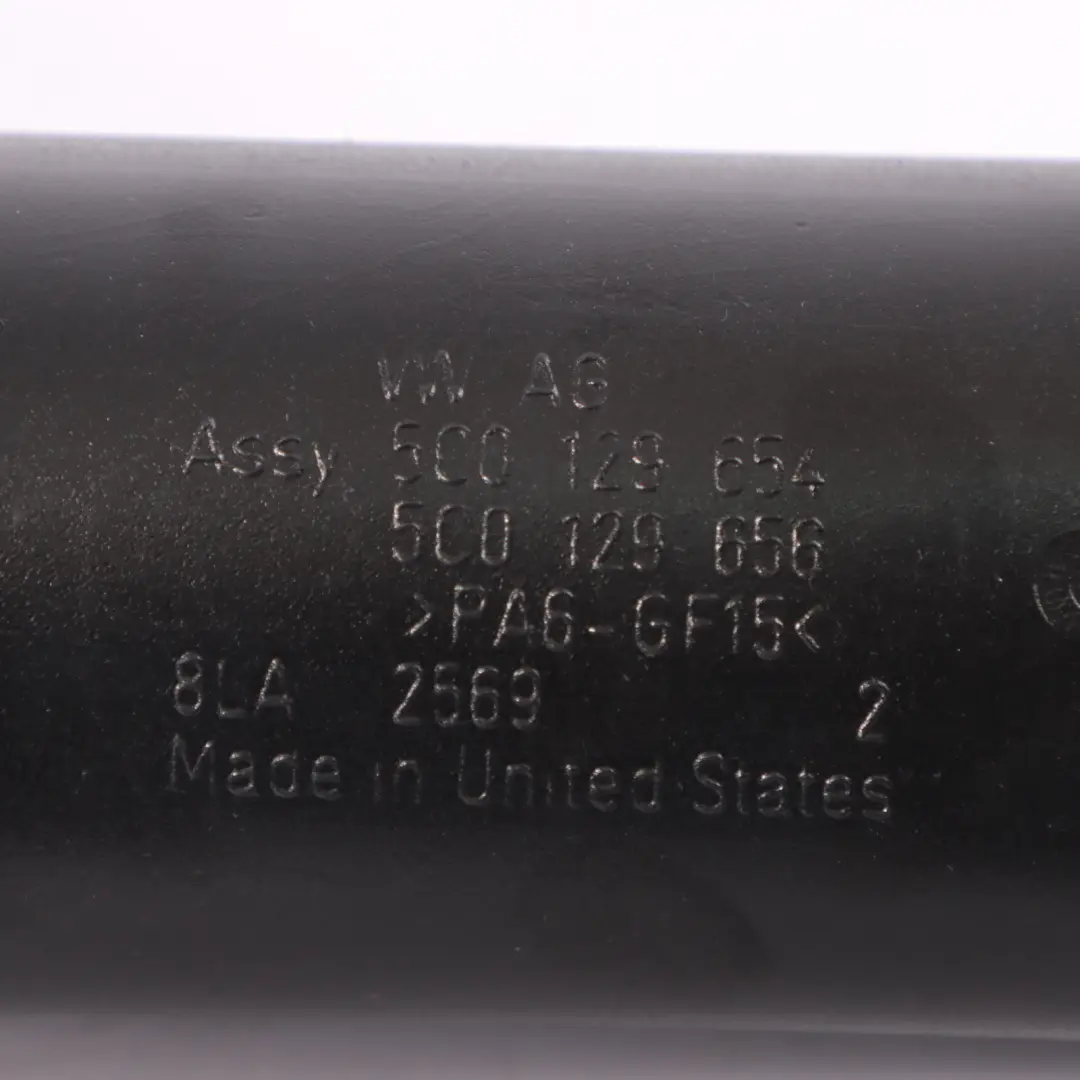 VW AG
Assy. 5C0 129 654
5C0 129 656
>PA6-GF15<
8LA 2569 2
Made in United States